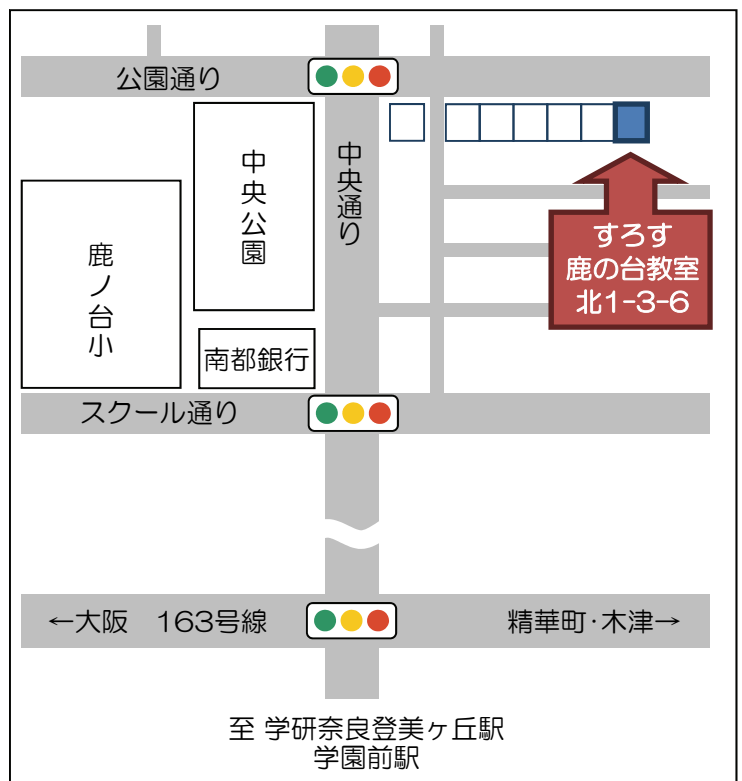 公園通り
中央公園
中央通り
すろす
鹿の台教室
北1-3-6
鹿ノ台小
南都銀行
スクール通り
←大阪　163号線
精華町·木津→
至 学研奈良登美ヶ丘駅
学園前駅